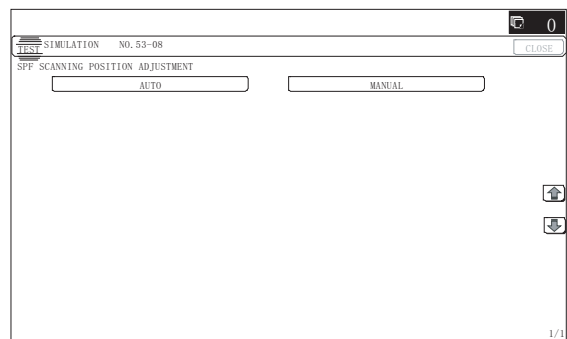 0
TEST SIMULATION NO.53-08 CLOSE
SPF SCANNING POSITION ADJUSTMENT
AUTO MANUAL
1/1